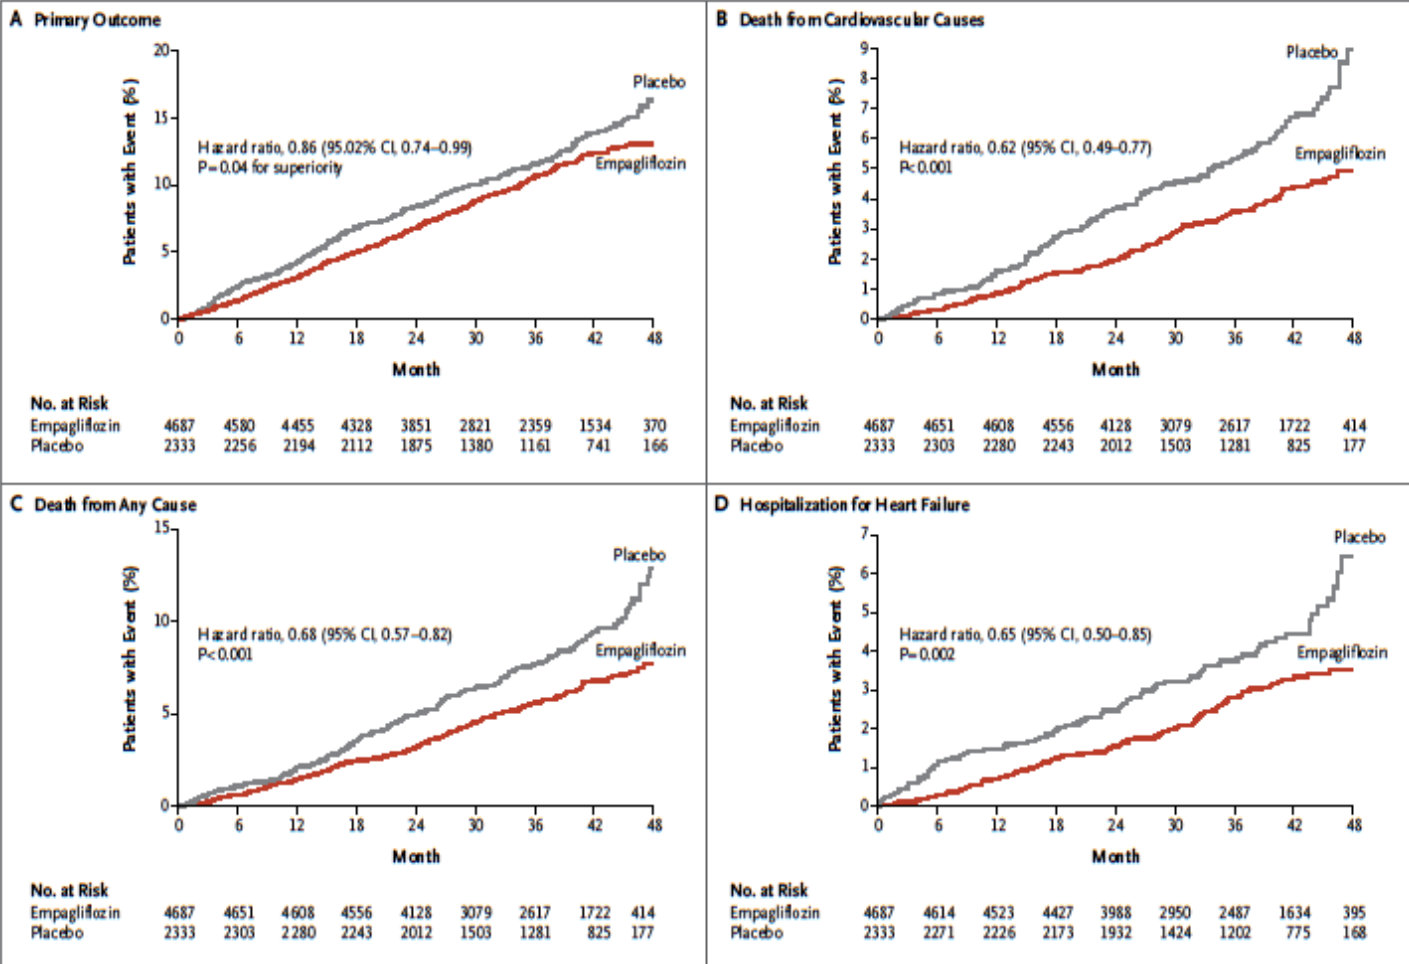 A Primary Outcome
20
15
10
5
0
Patients with Event (%)
Hazard ratio, 0.86 (95.02% CI, 0.74–0.99)
P=0.04 for superiority
Placebo
Empagliflozin
0 6 12 18 24 30 36 42 48
Month
No. at Risk
Empagliflozin 4687 4580 4455 4328 3851 2821 2359 1534 370
Placebo 2333 2256 2194 2112 1875 1380 1161 741 166
B Death from Cardiovascular Causes
9
8
7
6
5
4
3
2
1
0
Patients with Event (%)
Hazard ratio, 0.62 (95% CI, 0.49–0.77)
P<0.001
Placebo
Empagliflozin
0 6 12 18 24 30 36 42 48
Month
No. at Risk
Empagliflozin 4687 4651 4608 4556 4128 3079 2617 1722 414
Placebo 2333 2303 2280 2243 2012 1503 1281 825 177
C Death from Any Cause
15
10
5
0
Patients with Event (%)
Hazard ratio, 0.68 (95% CI, 0.57–0.82)
P<0.001
Placebo
Empagliflozin
0 6 12 18 24 30 36 42 48
Month
No. at Risk
Empagliflozin 4687 4651 4608 4556 4128 3079 2617 1722 414
Placebo 2333 2303 2280 2243 2012 1503 1281 825 177
D Hospitalization for Heart Failure
7
6
5
4
3
2
1
0
Patients with Event (%)
Hazard ratio, 0.65 (95% CI, 0.50–0.85)
P=0.002
Placebo
Empagliflozin
0 6 12 18 24 30 36 42 48
Month
No. at Risk
Empagliflozin 4687 4614 4523 4427 3988 2950 2487 1634 395
Placebo 2333 2271 2226 2173 1932 1424 1202 775 168